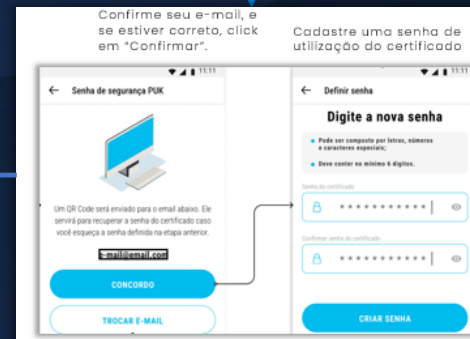 Confirme seu e-mail, e
se estiver correto, click
em "Confirmar".
Cadastre uma senha de
utilização do certificado
11:11
← Senha de segurança PUK
Um QR Code será enviado para o email abaixo. Ele
servirá para recuperar a senha do certificado caso
você esqueça a senha definida na etapa anterior.
e-mail@email.com
CONCORDO
TROCAR E-MAIL
11:11
← Definir senha
Digite a nova senha
Pode ser composto por letras, números
e caracteres especiais;
Deve conter no mínimo 6 dígitos.
Senha do certificado
* * * * * * * * * * *
Confirmar senha do certificado
* * * * * * * * * * *
CRIAR SENHA